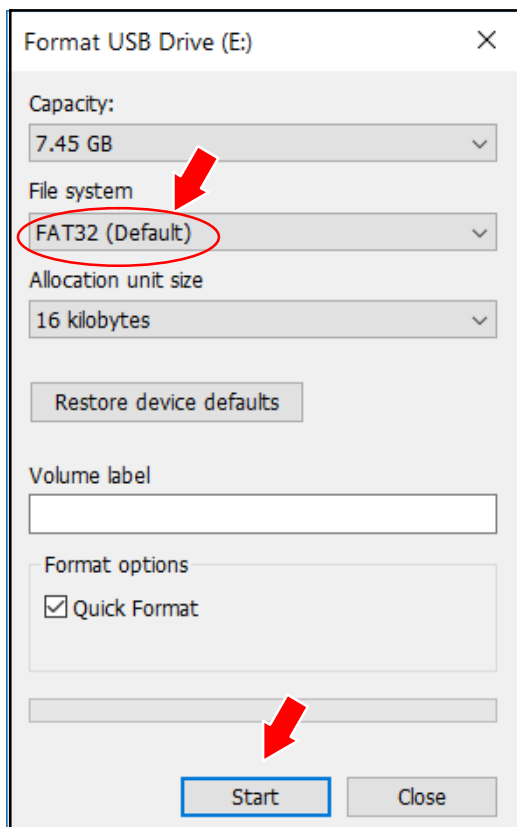 Format USB Drive (E:)
Capacity:
7.45 GB
File system
FAT32 (Default)
Allocation unit size
16 kilobytes
Restore device defaults
Volume label
Format options
Quick Format
Start Close